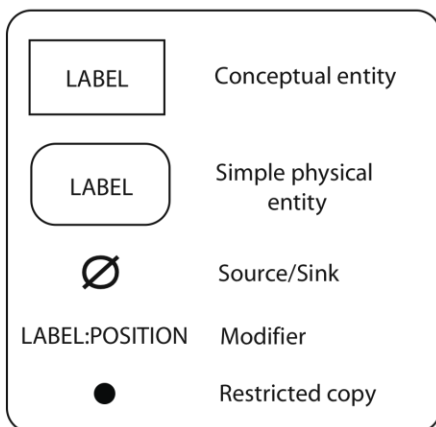 LABEL Conceptual entity
LABEL Simple physical
entity
Ø Source/Sink
LABEL:POSITION Modifier
Restricted copy